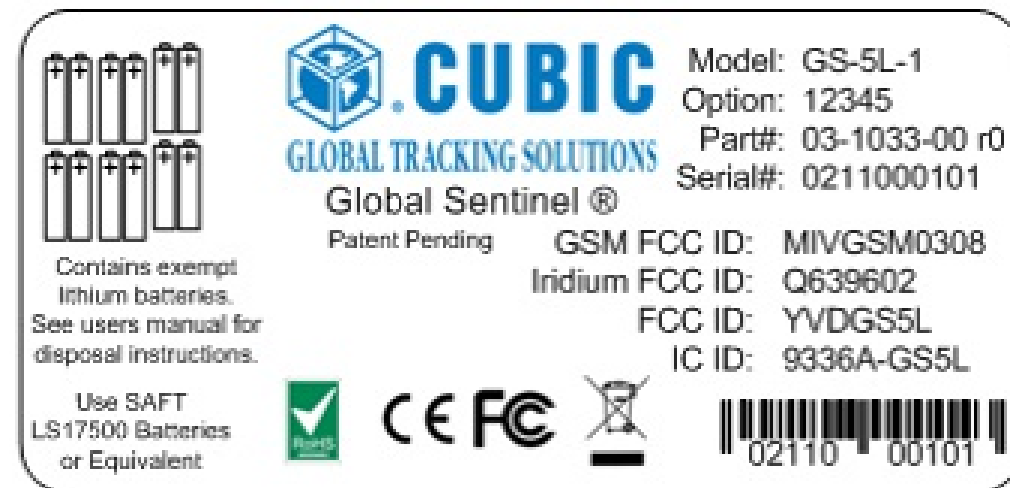 CUBIC
GLOBAL TRACKING SOLUTIONS
Global Sentinel ®
Patent Pending
Model: GS-5L-1
Option: 12345
Part#: 03-1033-00 r0
Serial#: 0211000101
GSM FCC ID: MIVGSM0308
Iridium FCC ID: Q639602
FCC ID: YVDGS5L
IC ID: 9336A-GS5L
Contains exempt
lithium batteries.
See users manual for
disposal instructions.
Use SAFT
LS17500 Batteries
or Equivalent
RoHS
CE FC
02110 00101